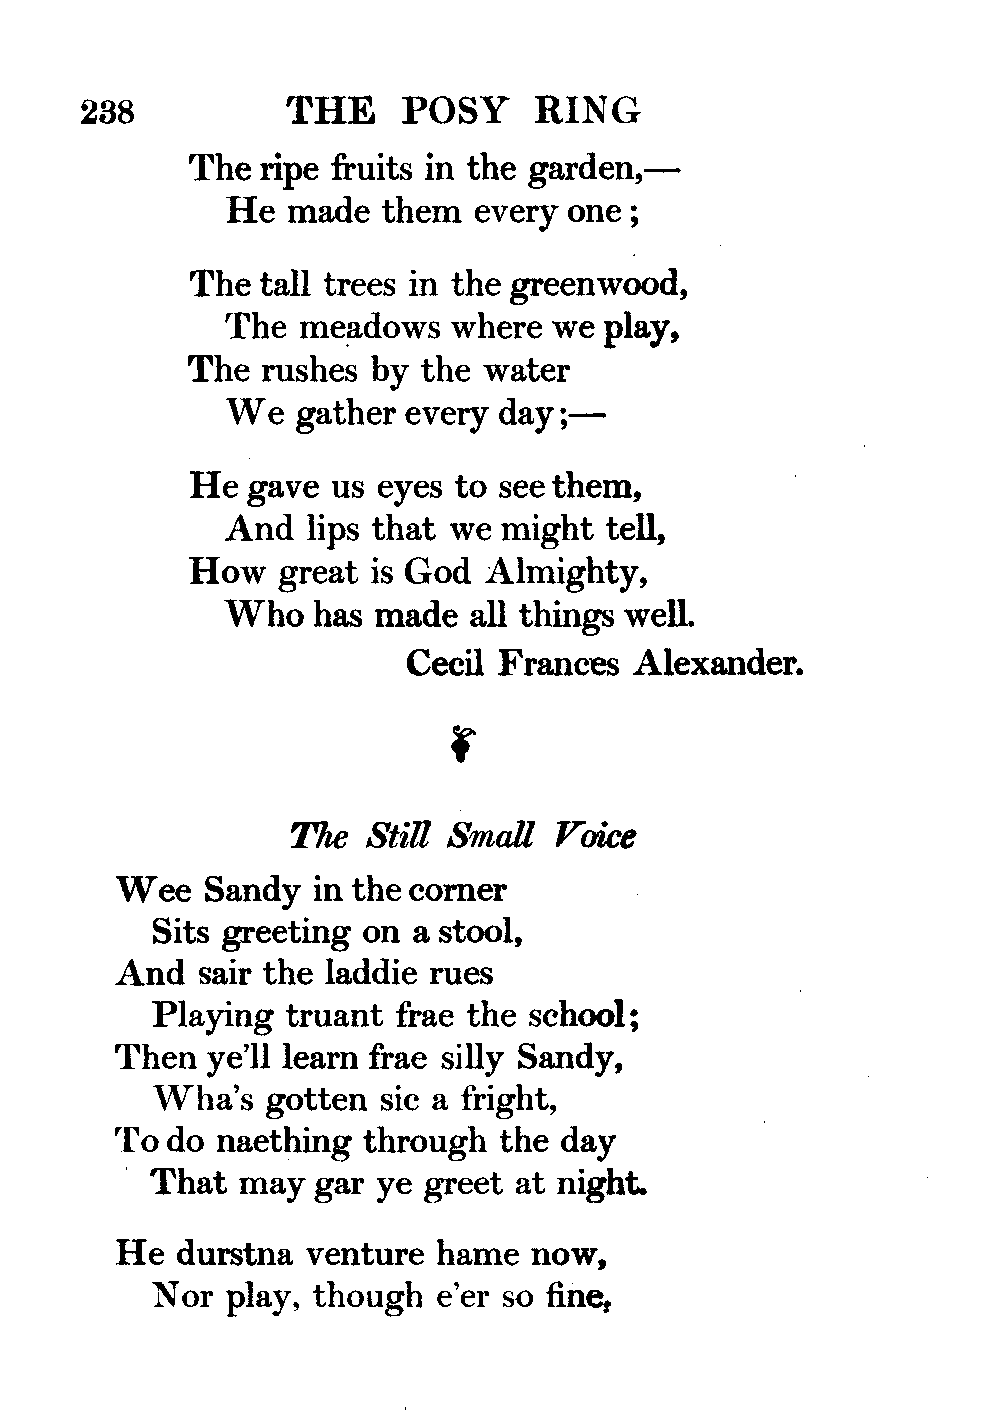 238 THE POSY RING
The ripe fruits in the garden,—
He made them every one;
The tall trees in the greenwood,
The meadows where we play,
The rushes by the water
We gather every day;—
He gave us eyes to see them,
And lips that we might tell,
How great is God Almighty,
Who has made all things well.
Cecil Frances Alexander.
The Still Small Voice
Wee Sandy in the corner
Sits greeting on a stool,
And sair the laddie rues
Playing truant frae the school;
Then ye'll learn frae silly Sandy,
Wha's gotten sic a fright,
To do naething through the day
That may gar ye greet at night.
He durstna venture hame now,
Nor play, though e'er so fine,